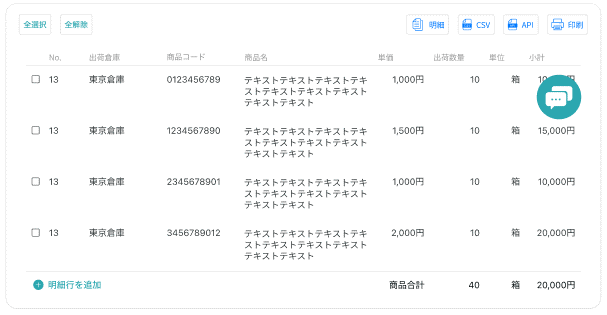 全選択 全解除 明細 CSV API 印刷
No. 出荷倉庫 商品コード 商品名 単価 出荷数量 単位 小計
13 東京倉庫 0123456789 テキストテキストテキストテキ 1,000円 10 箱
ストテキストテキストテキスト
テキストテキスト
13 東京倉庫 1234567890 テキストテキストテキストテキ 1,500円 10 箱 15,000円
ストテキストテキストテキスト
テキストテキスト
13 東京倉庫 2345678901 テキストテキストテキストテキ 1,000円 10 箱 10,000円
ストテキストテキストテキスト
テキストテキスト
13 東京倉庫 3456789012 テキストテキストテキストテキ 2,000円 10 箱 20,000円
ストテキストテキストテキスト
テキストテキスト
明細行を追加 商品合計 40 箱 20,000円